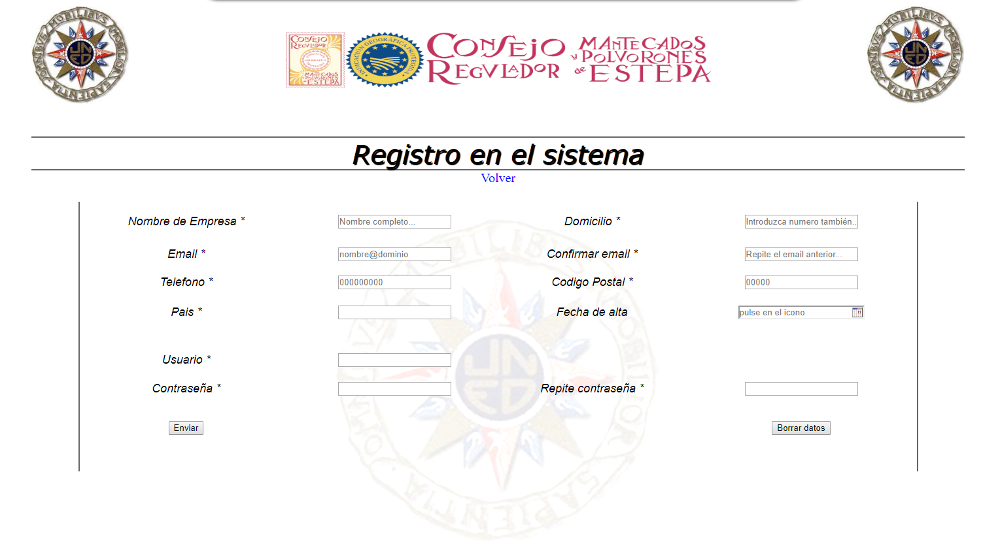 MOBILIBVS MOBILIOR SAPIENTIA OMNIBVS
UNED
CONSEJO REGVLADOR
MANTECADOS Y POLVORONES de ESTEPA
INDICACIÓN GEOGRÁFICA PROTEGIDA
CONSEJO REGVLADOR
MANTECADOS
y POLVORONES
de ESTEPA
OMNIBVS MOBILIBVS MOBILIOR SAPIENTIA
UNED
Registro en el sistema
Volver
Nombre de Empresa * Nombre completo... Domicilio * Introduzca numero también..
Email * nombre@dominio Confirmar email * Repite el email anterior...
Telefono * 000000000 Codigo Postal * 00000
Pais * Fecha de alta pulse en el icono
Usuario *
Contraseña * Repite contraseña *
Enviar Borrar datos